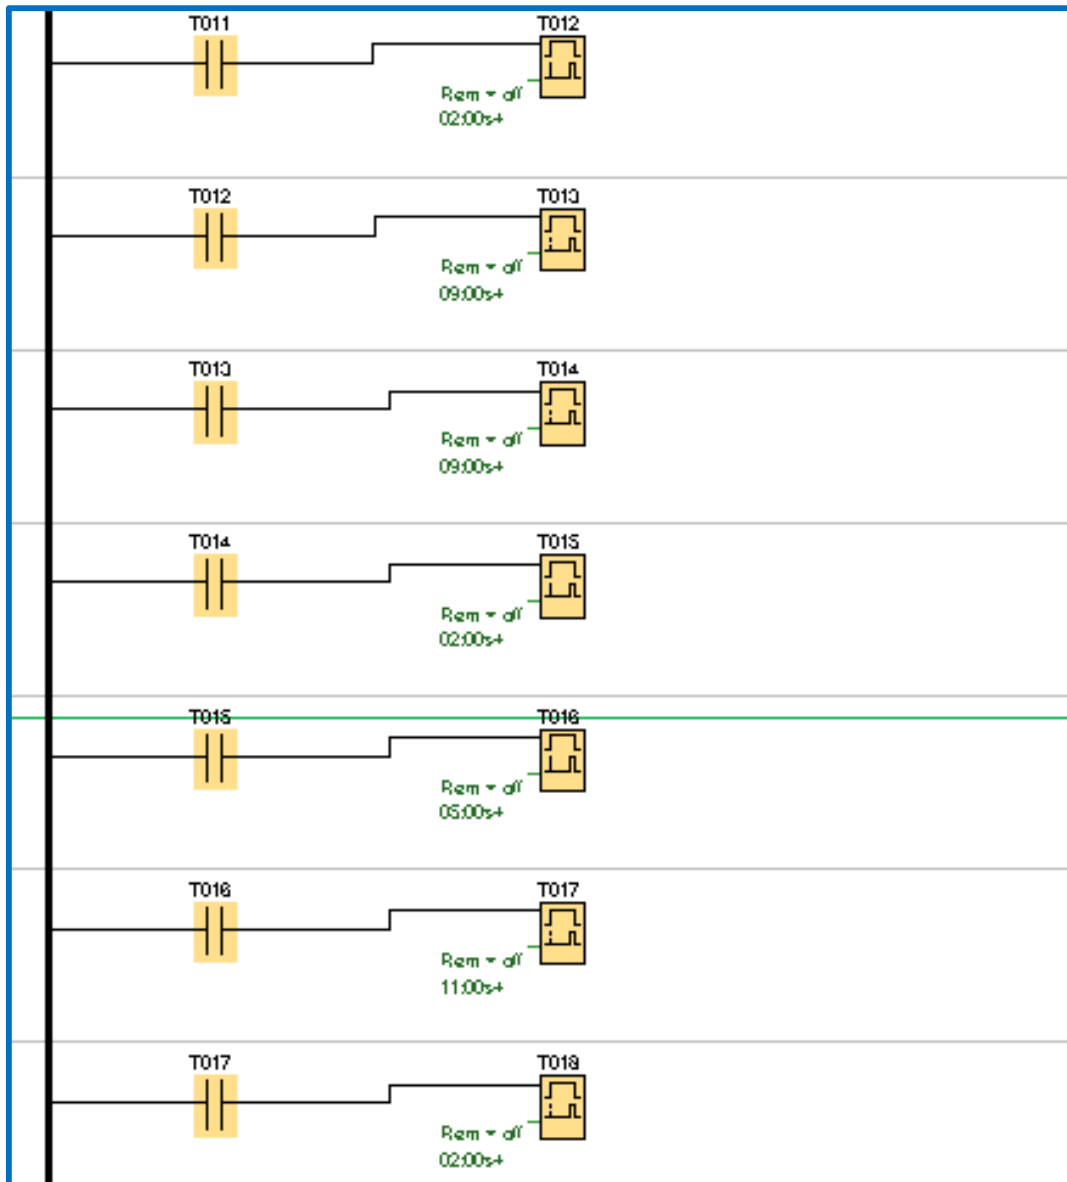 T011 T012
Rem = off
02:00s+
T012 T013
Rem = off
09:00s+
T013 T014
Rem = off
09:00s+
T014 T015
Rem = off
02:00s+
T015 T016
Rem = off
05:00s+
T016 T017
Rem = off
11:00s+
T017 T018
Rem = off
02:00s+